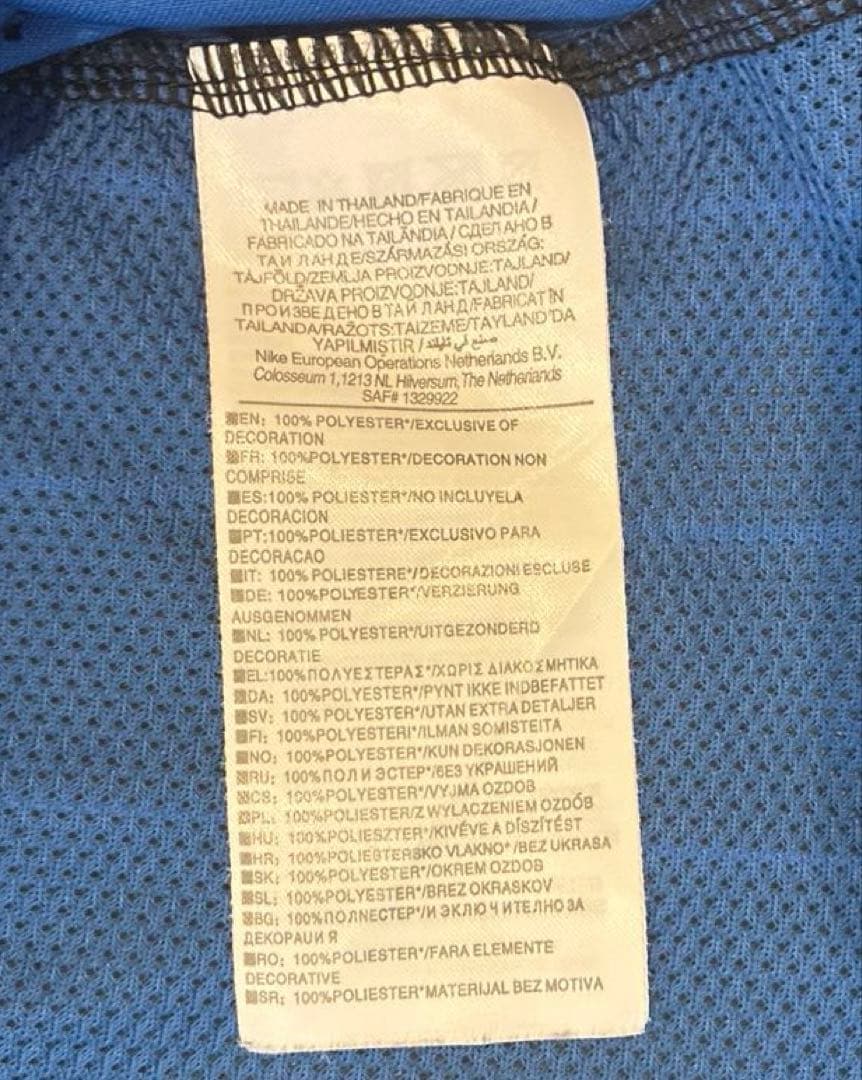 MADE IN THAILAND/FABRIQUE EN
THAILANDE/HECHO EN TAILANDIA/
FABRICADO NA TAILÂNDIA/СДЕЛАНО В
ТАИЛАНДЕ/SZÁRMAZÁSI ORSZÁG:
TAJFÖLD/ZEMLJA PROIZVODNJE:TAJLAND/
DRŽAVA PROIZVODNJE:TAJLAND/
ПРОИЗВЕДЕНО В ТАЙЛАНД/FABRICAT ÎN
TAILANDA/RAŽOTS:TAIZEME/TAYLAND'DA
YAPILMIŞTIR/صنع في تايلاند
Nike European Operations Netherlands B.V.
Colosseum 1,1213 NL Hilversum, The Netherlands
SAF# 1329922
EN: 100% POLYESTER*/EXCLUSIVE OF
DECORATION
FR: 100%POLYESTER*/DECORATION NON
COMPRISE
ES:100% POLIESTER*/NO INCLUYELA
DECORACION
PT:100%POLIESTER*/EXCLUSIVO PARA
DECORACAO
IT: 100% POLIESTERE*/DECORAZIONI ESCLUSE
DE: 100%POLYESTER*/VERZIERUNG
AUSGENOMMEN
NL: 100% POLYESTER*/UITGEZONDERD
DECORATIE
EL:100%ΠΟΛΥΕΣΤΕΡΑΣ*/ΧΩΡΙΣ ΔΙΑΚΟΣΜΗΤΙΚΑ
DA: 100%POLYESTER*/PYNT IKKE INDBEFATTET
SV: 100% POLYESTER*/UTAN EXTRA DETALJER
FI: 100%POLYESTERI*/ILMAN SOMISTEITA
NO: 100%POLYESTER*/KUN DEKORASJONEN
RU: 100%ПОЛИЭСТЕР*/БЕЗ УКРАШЕНИЙ
CS: 100%POLYESTER*/VYJMA OZDOB
PL: 100%POLIESTER/Z WYLACZENIEM OZDÓB
HU: 100%POLIESZTER*/KIVÉVE A DÍSZÍTÉST
HR: 100%POLIESTERSKO VLAKNO*/BEZ UKRASA
SK: 100%POLYESTER*/OKREM OZDOB
SL: 100%POLYESTER*/BREZ OKRASKOV
BG: 100%ПОЛНЕСТЕР*/И ЭКЛЮЧИТЕЛНО ЗА
ДЕКОРАЦИЯ
RO: 100%POLIESTER*/FARA ELEMENTE
DECORATIVE
SR: 100%POLIESTER*MATERIJAL BEZ MOTIVA